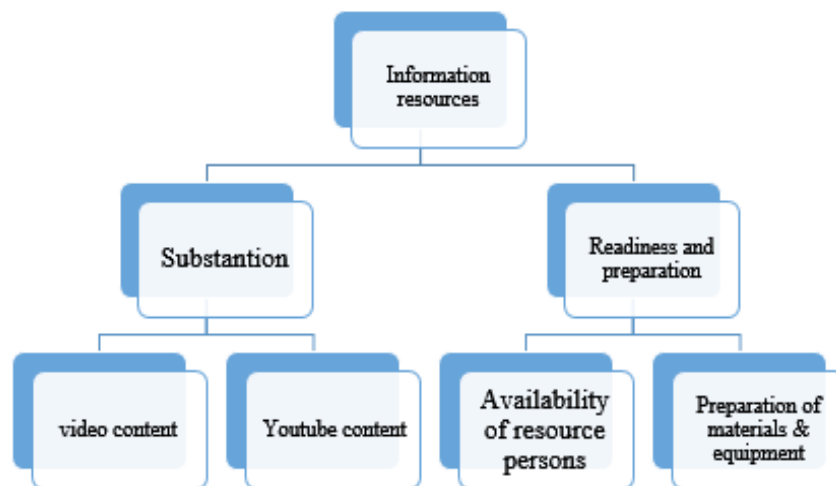 Information
resources
Substantion
Readiness and
preparation
video content
Youtube content
Availability
of resource
persons
Preparation of
materials &
equipment